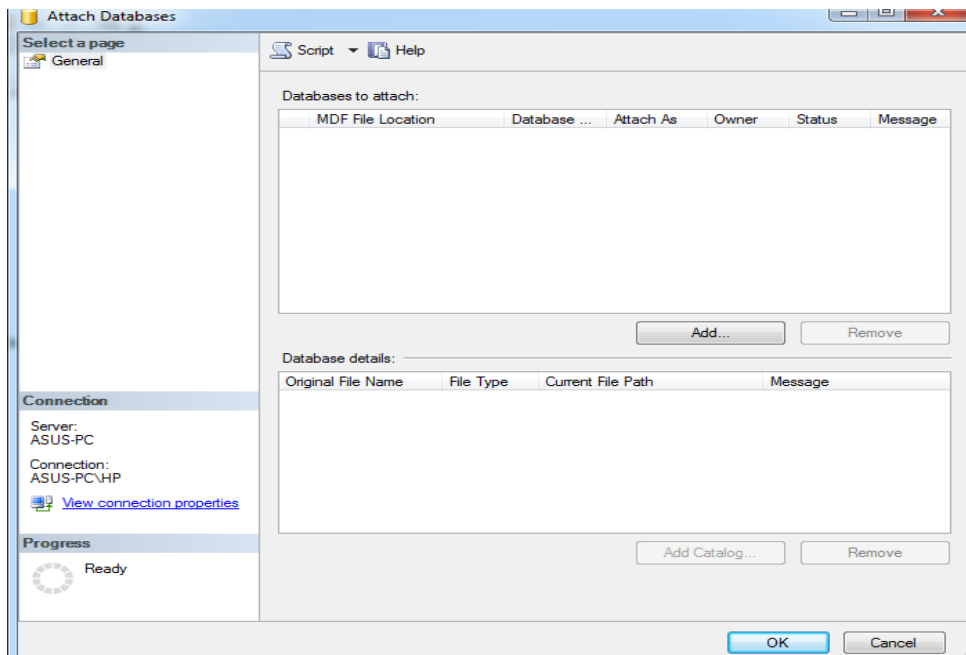 Attach Databases
Select a page
General
Script
Help
Databases to attach:
MDF File Location Database ... Attach As Owner Status Message
Add... Remove
Database details:
Original File Name File Type Current File Path Message
Connection
Server:
ASUS-PC
Connection:
ASUS-PC\HP
View connection properties
Progress
Ready
Add Catalog... Remove
OK Cancel